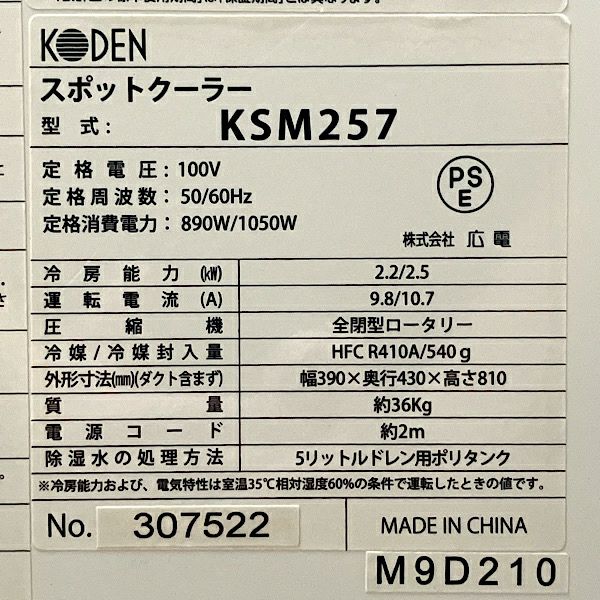 KODEN
スポットクーラー
型式: KSM257
定格電圧: 100V
定格周波数: 50/60Hz
定格消費電力: 890W/1050W
PSE
株式会社 広電
冷房能力(kW) 2.2/2.5
運転電流(A) 9.8/10.7
圧縮機 全閉型ロータリー
冷媒/冷媒封入量 HFC R410A/540g
外形寸法(mm)(ダクト含まず) 幅390×奥行430×高さ810
質量 約36Kg
電源コード 約2m
除湿水の処理方法 5リットルドレン用ポリタンク
※冷房能力および、電気特性は室温35℃相対湿度60%の条件で運転したときの値です。
No. 307522 MADE IN CHINA
M9D210